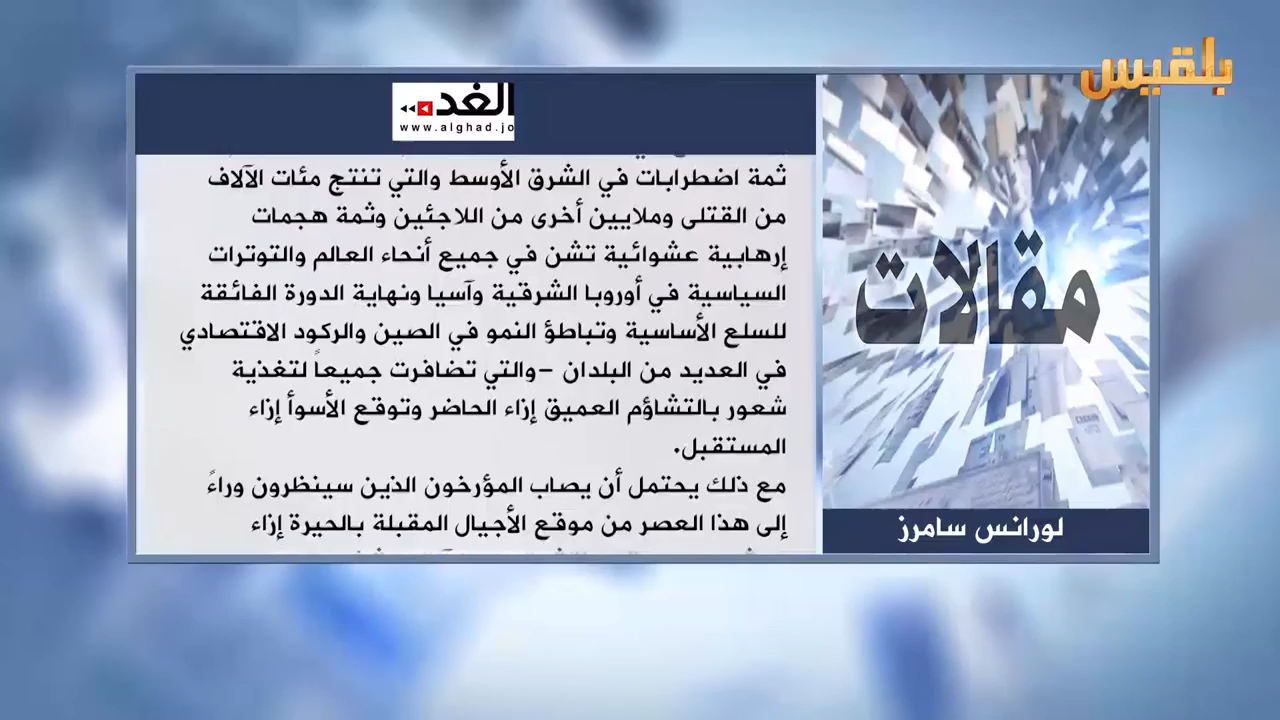 بلقيس
الغد
www.alghad.jo
ثمة اضطرابات في الشرق الأوسط والتي تنتج مئات الآلاف
من القتلى وملايين أخرى من اللاجئين وثمة هجمات
إرهابية عشوائية تشن في جميع أنحاء العالم والتوترات
السياسية في أوروبا الشرقية وآسيا ونهاية الدورة الفائقة
للسلع الأساسية وتباطؤ النمو في الصين والركود الاقتصادي
في العديد من البلدان –والتي تضافرت جميعاً لتغذية
شعور بالتشاؤم العميق إزاء الحاضر وتوقع الأسوأ إزاء
المستقبل.
مع ذلك يحتمل أن يصاب المؤرخون الذين سينظرون وراءً
إلى هذا العصر من موقع الأجيال المقبلة بالحيرة إزاء
مقالات
لورانس سامرز